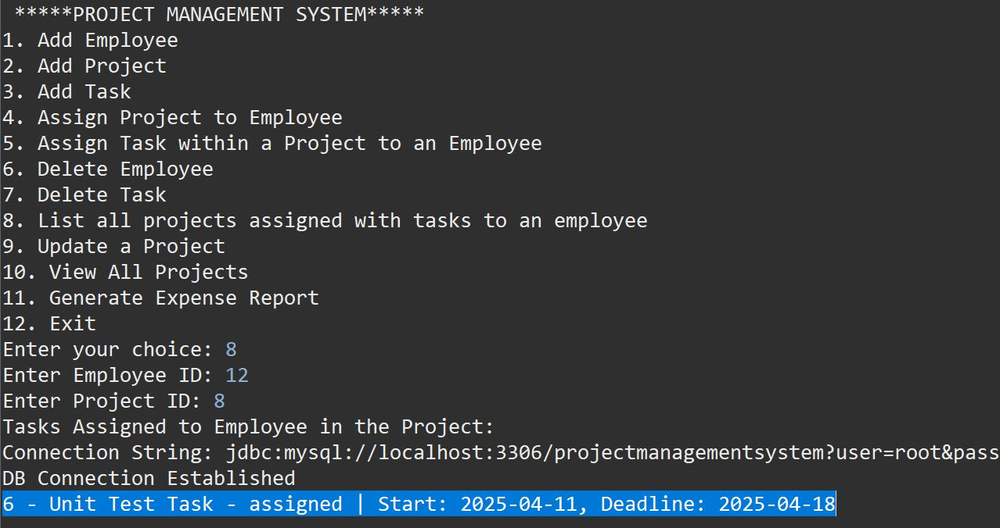 *****PROJECT MANAGEMENT SYSTEM*****
1. Add Employee
2. Add Project
3. Add Task
4. Assign Project to Employee
5. Assign Task within a Project to an Employee
6. Delete Employee
7. Delete Task
8. List all projects assigned with tasks to an employee
9. Update a Project
10. View All Projects
11. Generate Expense Report
12. Exit
Enter your choice: 8
Enter Employee ID: 12
Enter Project ID: 8
Tasks Assigned to Employee in the Project:
Connection String: jdbc:mysql://localhost:3306/projectmanagementsystem?user=root&pass
DB Connection Established
6 - Unit Test Task - assigned | Start: 2025-04-11, Deadline: 2025-04-18